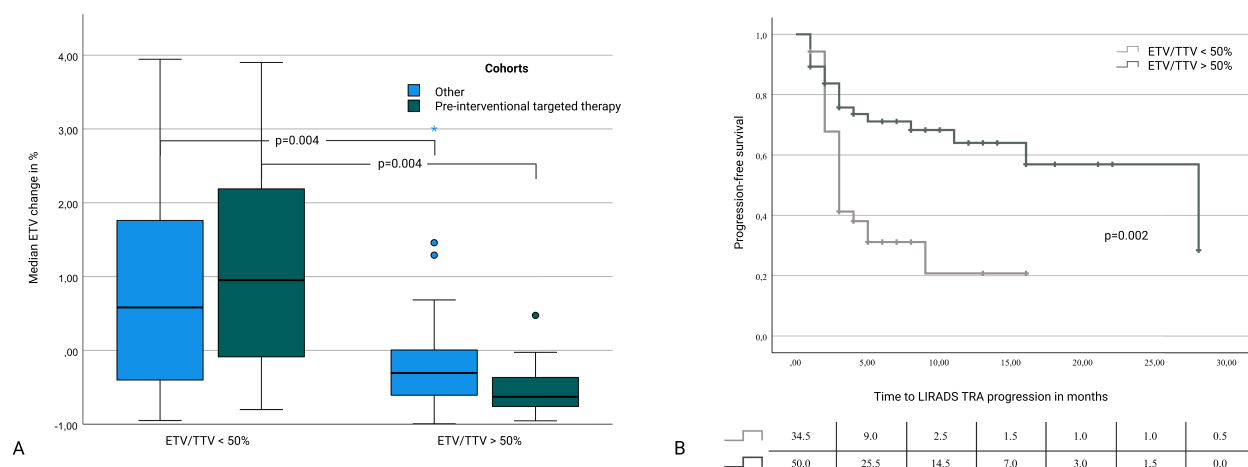 4,00
3,00
2,00
1,00
,00
-1,00
Median ETV change in %
Cohorts
Other
Pre-interventional targeted therapy
p=0.004
p=0.004
ETV/TTV < 50%
ETV/TTV > 50%
A
1,0
0,8
0,6
0,4
0,2
0,0
Progression-free survival
ETV/TTV < 50%
ETV/TTV > 50%
p=0.002
,00 5,00 10,00 15,00 20,00 25,00 30,00
Time to LIRADS TRA progression in months
B
34.5 9.0 2.5 1.5 1.0 1.0 0.5
50.0 25.5 14.5 7.0 3.0 1.5 0.0